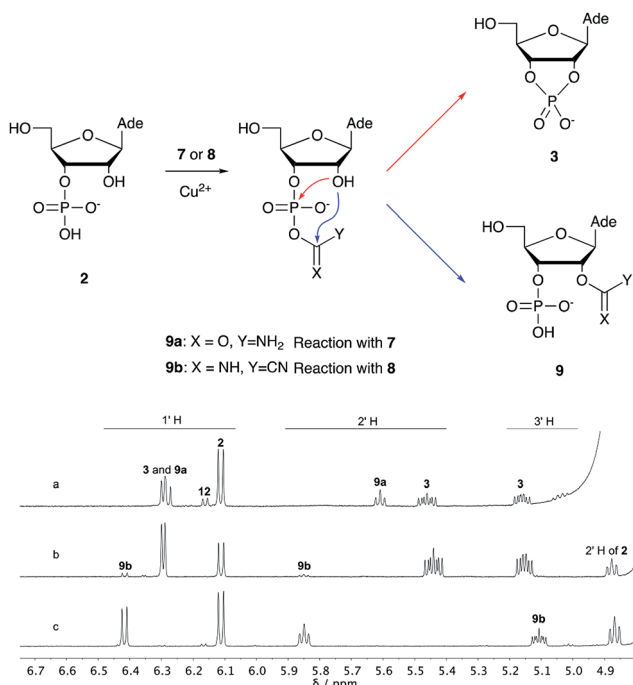 Ade
HO
O
O
O
P
O
O⁻
3
Ade
HO
O
O
OH
O=P-O⁻
OH
2
7 or 8
Cu²⁺
Ade
HO
O
O
OH
O=P-O⁻
O
Y
X
Ade
HO
O
O
O
Y
O=P-O⁻
X
OH
9
9a: X = O, Y=NH₂ Reaction with 7
9b: X = NH, Y=CN Reaction with 8
1' H
2' H
3' H
2
3 and 9a
12
9a
3
3
a
9b
9b
2' H of 2
b
9b
c
6.7 6.6 6.5 6.4 6.3 6.2 6.1 6.0 5.9 5.8 5.7 5.6 5.5 5.4 5.3 5.2 5.1 5.0 4.9
δ / ppm